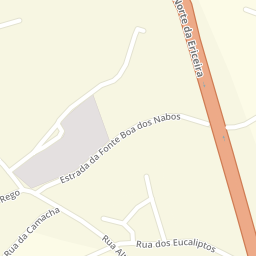 Norte da Ericeira
Estrada da Fonte Boa dos Nabos
Rego
Rua da Camacha
Rua dos Eucaliptos